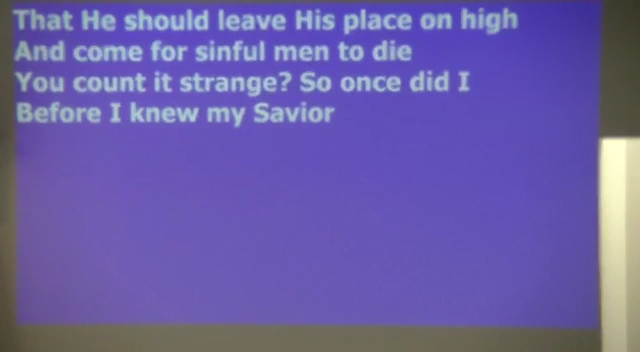 That He should leave His place on high
And come for sinful men to die
You count it strange? So once did I
Before I knew my Savior